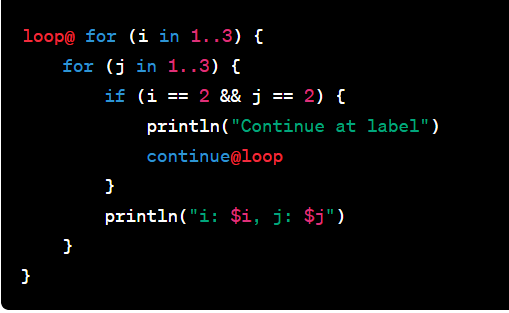 loop@ for (i in 1..3) {
    for (j in 1..3) {
        if (i == 2 && j == 2) {
            println("Continue at label")
            continue@loop
        }
        println("i: $i, j: $j")
    }
}